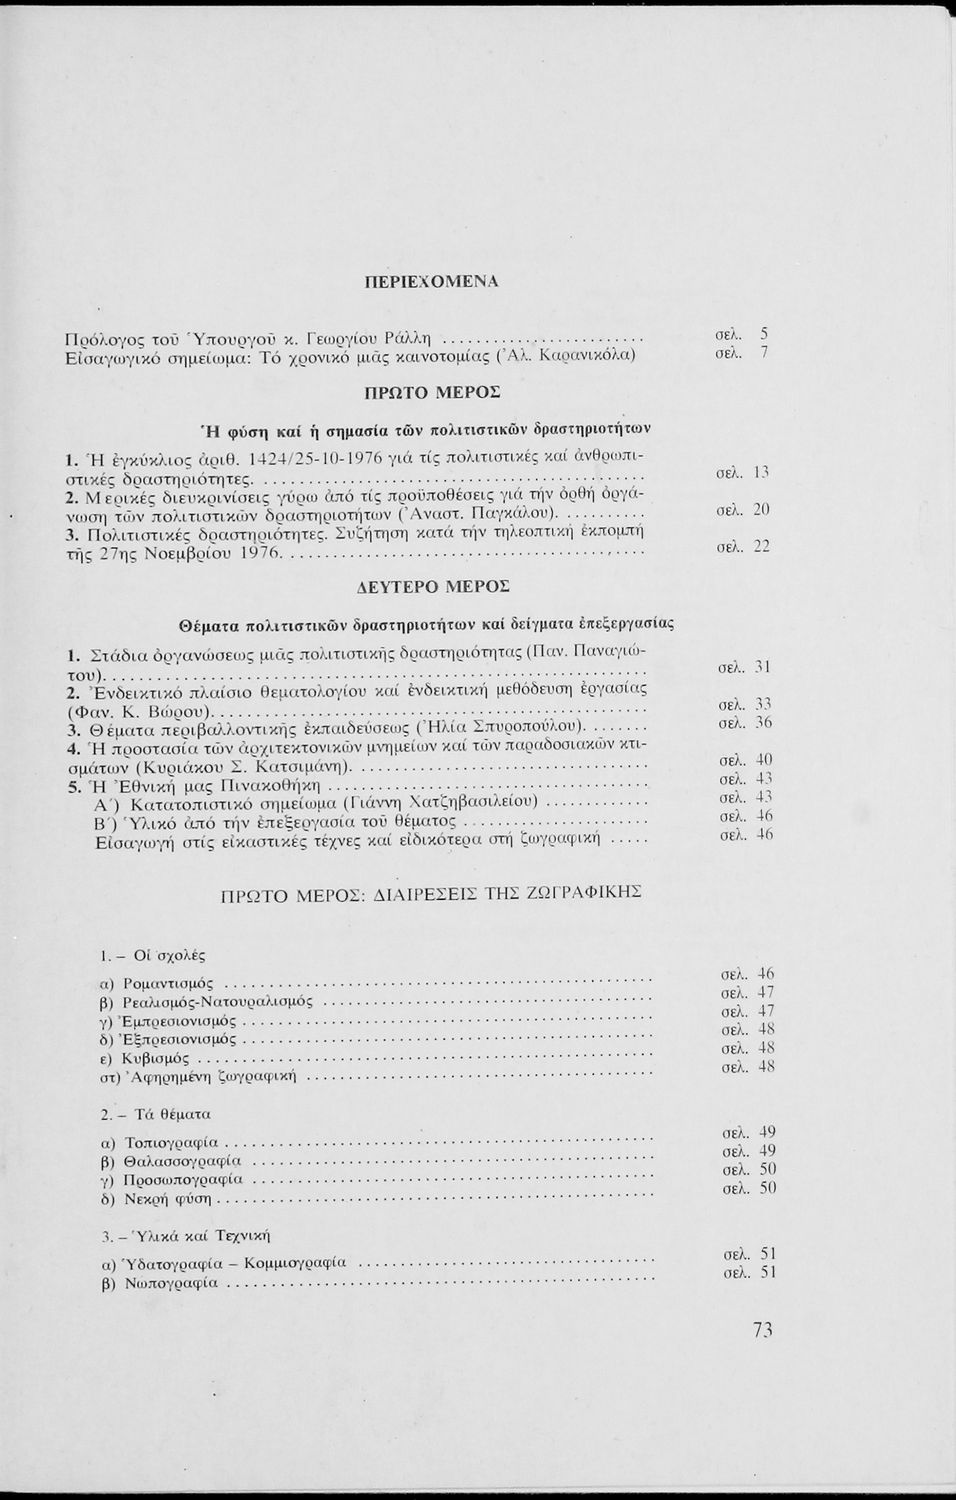 ΠΕΡΙΕΧΟΜΕΝΑ
Πρόλογος τοῦ Ὑπουργοῦ κ. Γεωργίου Ράλλη .......................... σελ. 5
Εἰσαγωγικό σημείωμα: Τό χρονικό μιᾶς καινοτομίας (Ἀλ. Καρανικόλα) σελ. 7
ΠΡΩΤΟ ΜΕΡΟΣ
Ἡ φύση καί ἡ σημασία τῶν πολιτιστικῶν δραστηριοτήτων
1. Ἡ ἐγκύκλιος ἀριθ. 1424/25-10-1976 γιά τίς πολιτιστικές καί ἀνθρωπι-
στικές δραστηριότητες. .......................... σελ. 13
2. Μερικές διευκρινίσεις γύρω ἀπό τίς προϋποθέσεις γιά τήν ὀρθή ὀργά-
νωση τῶν πολιτιστικῶν δραστηριοτήτων (Ἀναστ. Παγκάλου). .......... σελ. 20
3. Πολιτιστικές δραστηριότητες. Συζήτηση κατά τήν τηλεοπτική ἐκπομπή
τῆς 27ης Νοεμβρίου 1976. .......................... σελ. 22
ΔΕΥΤΕΡΟ ΜΕΡΟΣ
Θέματα πολιτιστικῶν δραστηριοτήτων καί δείγματα ἐπεξεργασίας
1. Στάδια ὀργανώσεως μιᾶς πολιτιστικῆς δραστηριότητας (Παν. Παναγιώ-
του). .......................... σελ. 31
2. Ἐνδεικτικό πλαίσιο θεματολογίου καί ἐνδεικτική μεθόδευση ἐργασίας
(Φαν. Κ. Βώρου). .......................... σελ. 33
3. Θέματα περιβαλλοντικῆς ἐκπαιδεύσεως (Ἠλία Σπυροπούλου). ....... σελ. 36
4. Ἡ προστασία τῶν ἀρχιτεκτονικῶν μνημείων καί τῶν παραδοσιακῶν κτι-
σμάτων (Κυριάκου Σ. Κατσιμάνη). .......................... σελ. 40
5. Ἡ Ἐθνική μας Πινακοθήκη .......................... σελ. 43
Α΄) Κατατοπιστικό σημείωμα (Γιάννη Χατζηβασιλείου) ............ σελ. 43
Β΄) Ὑλικό ἀπό τήν ἐπεξεργασία τοῦ θέματος .......................... σελ. 46
Εἰσαγωγή στίς εἰκαστικές τέχνες καί εἰδικότερα στή ζωγραφική ..... σελ. 46
ΠΡΩΤΟ ΜΕΡΟΣ: ΔΙΑΙΡΕΣΕΙΣ ΤΗΣ ΖΩΓΡΑΦΙΚΗΣ
1. – Οἱ σχολές
α) Ρομαντισμός .......................... σελ. 46
β) Ρεαλισμός-Νατουραλισμός .......................... σελ. 47
γ) Ἐμπρεσιονισμός .......................... σελ. 47
δ) Ἐξπρεσιονισμός .......................... σελ. 48
ε) Κυβισμός .......................... σελ. 48
στ) Ἀφηρημένη ζωγραφική .......................... σελ. 48
2. – Τά θέματα
α) Τοπιογραφία .......................... σελ. 49
β) Θαλασσογραφία .......................... σελ. 49
γ) Προσωπογραφία .......................... σελ. 50
δ) Νεκρή φύση .......................... σελ. 50
3. – Ὑλικά καί Τεχνική
α) Ὑδατογραφία – Κομμιογραφία .......................... σελ. 51
β) Νωπογραφία .......................... σελ. 51
73